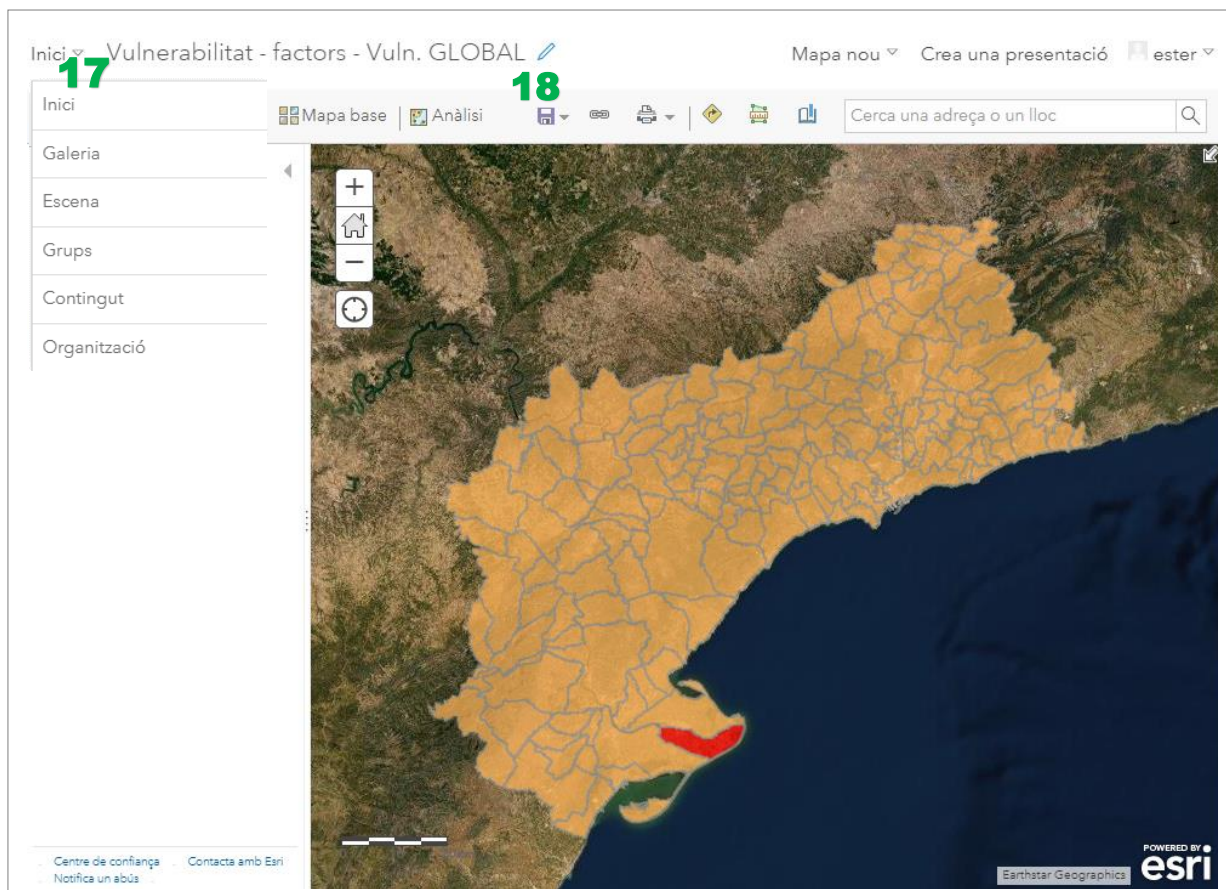 Inici Vulnerabilitat - factors - Vuln. GLOBAL Mapa nou Crea una presentació ester
17
18
Inici
Mapa base Anàlisi Cerca una adreça o un lloc
Galeria
Escena
Grups
Contingut
Organització
Centre de confiança Contacta amb Esri
Notifica un abús
Earthstar Geographics
POWERED BY
esri